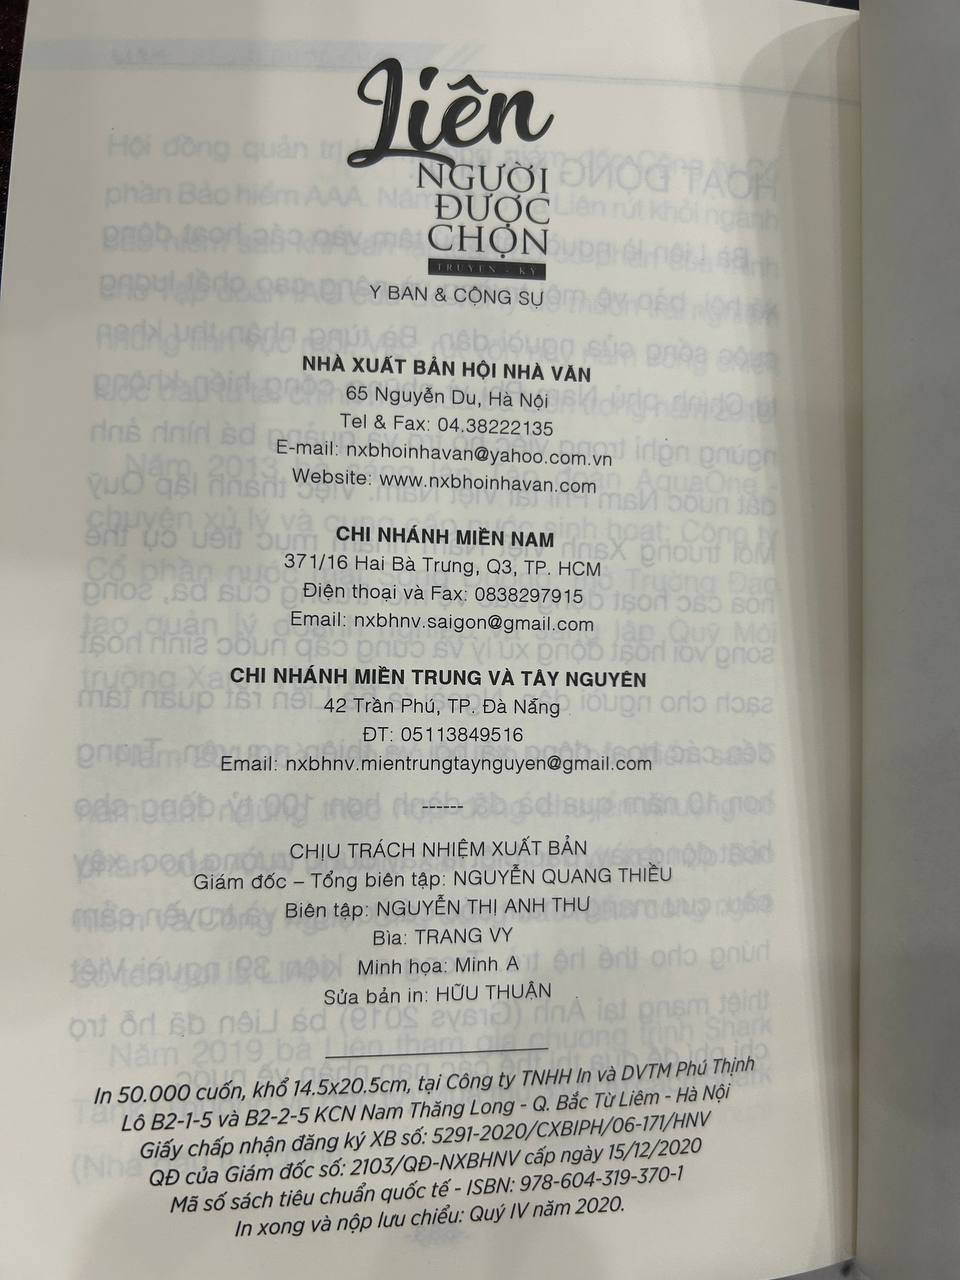 Liên
NGƯỜI
ĐƯỢC
CHỌN
TRUYỆN - KÝ
Y BAN & CỘNG SỰ
NHÀ XUẤT BẢN HỘI NHÀ VĂN
65 Nguyễn Du, Hà Nội
Tel & Fax: 04.38222135
E-mail: nxbhoinhavan@yahoo.com.vn
Website: www.nxbhoinhavan.com
CHI NHÁNH MIỀN NAM
371/16 Hai Bà Trưng, Q3, TP. HCM
Điện thoại và Fax: 0838297915
Email: nxbhnv.saigon@gmail.com
CHI NHÁNH MIỀN TRUNG VÀ TÂY NGUYÊN
42 Trần Phú, TP. Đà Nẵng
ĐT: 05113849516
Email: nxbhnv.mientrungtaynguyen@gmail.com
------
CHỊU TRÁCH NHIỆM XUẤT BẢN
Giám đốc – Tổng biên tập: NGUYỄN QUANG THIỀU
Biên tập: NGUYỄN THỊ ANH THƯ
Bìa: TRANG VY
Minh họa: Minh A
Sửa bản in: HỮU THUẬN
In 50.000 cuốn, khổ 14.5x20.5cm, tại Công ty TNHH In và DVTM Phú Thịnh
Lô B2-1-5 và B2-2-5 KCN Nam Thăng Long - Q. Bắc Từ Liêm - Hà Nội
Giấy chấp nhận đăng ký XB số: 5291-2020/CXBIPH/06-171/HNV
QĐ của Giám đốc số: 2103/QĐ-NXBHNV cấp ngày 15/12/2020
Mã số sách tiêu chuẩn quốc tế - ISBN: 978-604-319-370-1
In xong và nộp lưu chiểu: Quý IV năm 2020.